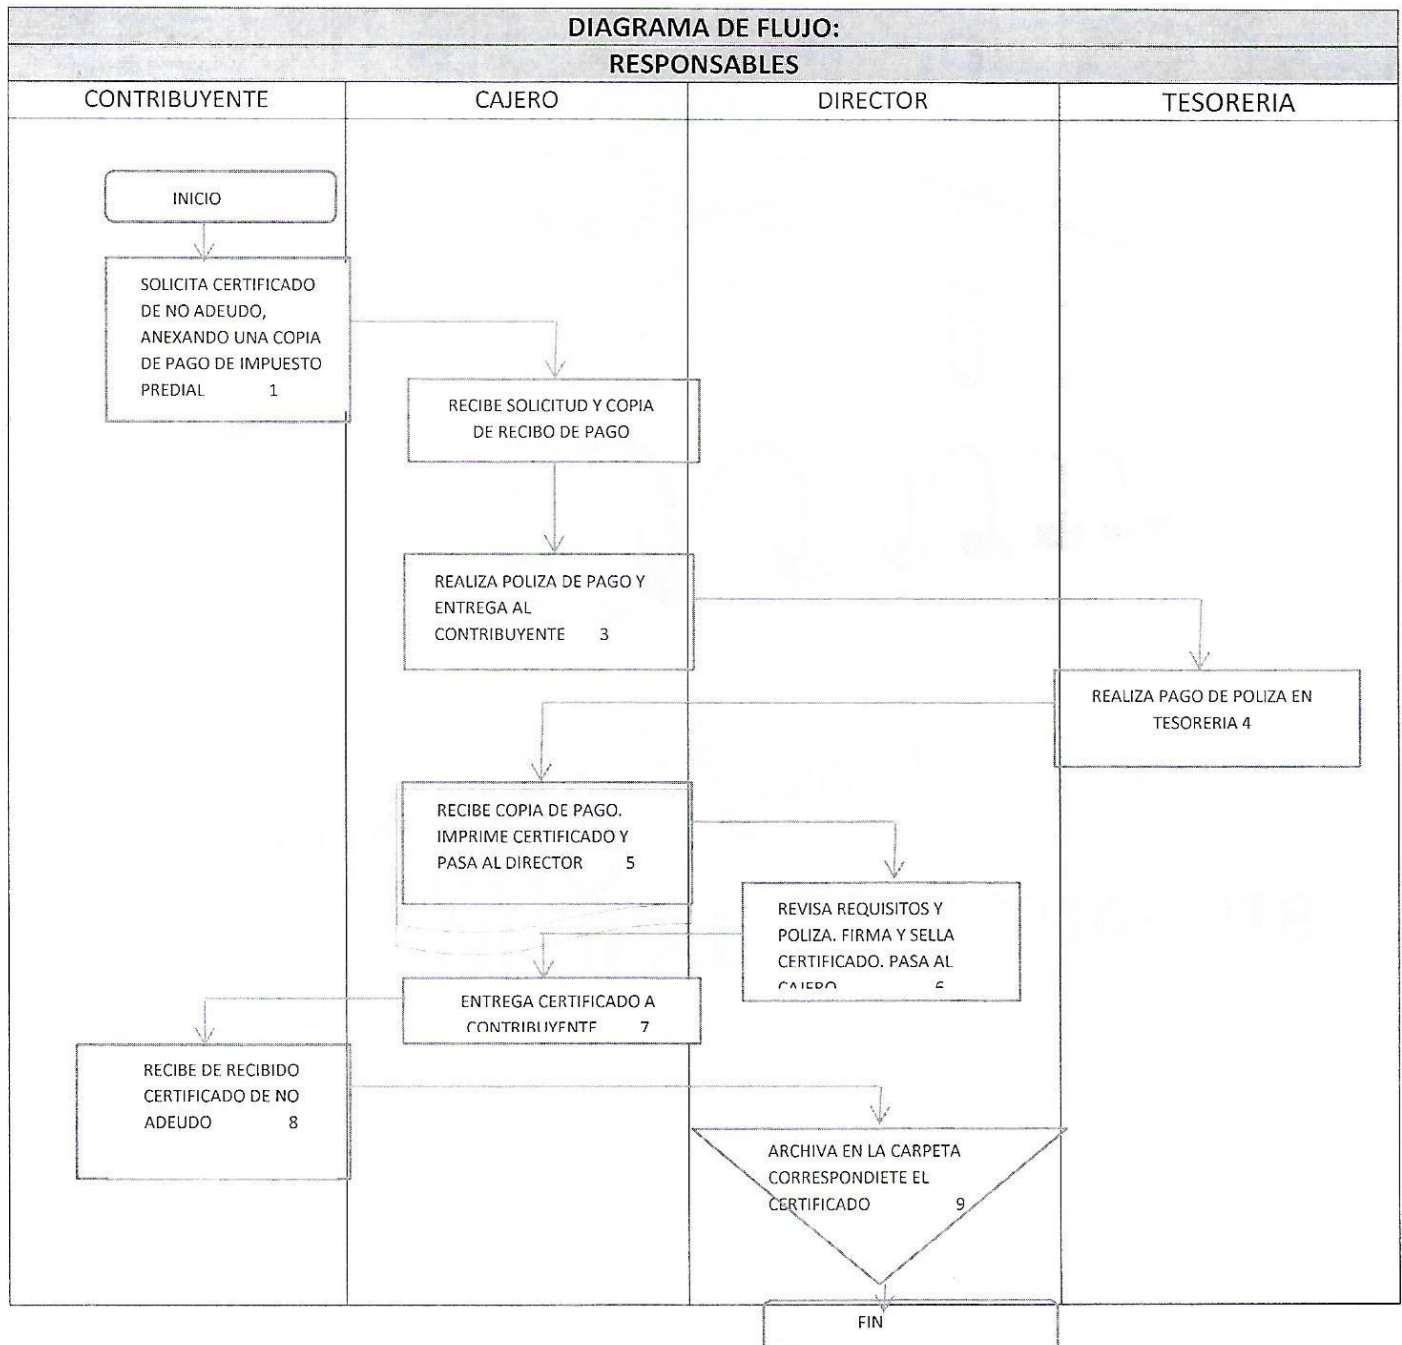 DIAGRAMA DE FLUJO:
RESPONSABLES
CONTRIBUYENTE
CAJERO
DIRECTOR
TESORERIA
INICIO
SOLICITA CERTIFICADO
DE NO ADEUDO,
ANEXANDO UNA COPIA
DE PAGO DE IMPUESTO
PREDIAL 1
RECIBE SOLICITUD Y COPIA
DE RECIBO DE PAGO
REALIZA POLIZA DE PAGO Y
ENTREGA AL
CONTRIBUYENTE 3
REALIZA PAGO DE POLIZA EN
TESORERIA 4
RECIBE COPIA DE PAGO.
IMPRIME CERTIFICADO Y
PASA AL DIRECTOR 5
REVISA REQUISITOS Y
POLIZA. FIRMA Y SELLA
CERTIFICADO. PASA AL
CAJERO 6
ENTREGA CERTIFICADO A
CONTRIBUYENTE 7
RECIBE DE RECIBIDO
CERTIFICADO DE NO
ADEUDO 8
ARCHIVA EN LA CARPETA
CORRESPONDIETE EL
CERTIFICADO 9
FIN